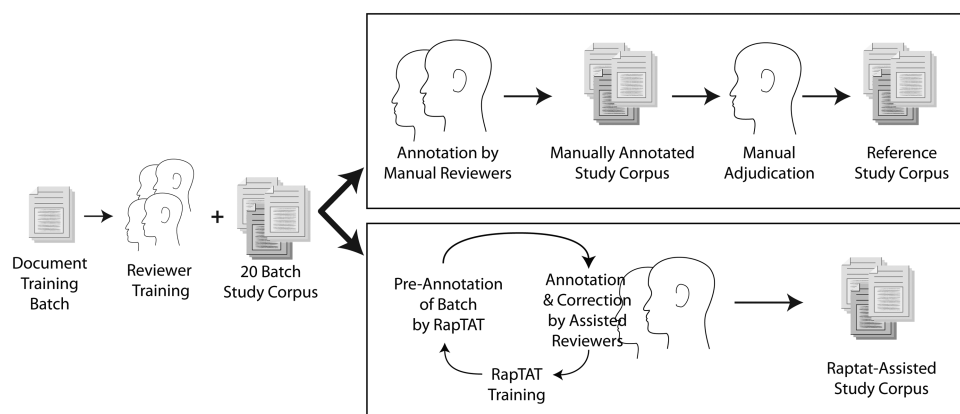 Document
Training
Batch
Reviewer
Training
+
20 Batch
Study Corpus
Annotation by
Manual Reviewers
Manually Annotated
Study Corpus
Manual
Adjudication
Reference
Study Corpus
Pre-Annotation
of Batch
by RapTAT
Annotation
& Correction
by Assisted
Reviewers
RapTAT
Training
Raptat-Assisted
Study Corpus